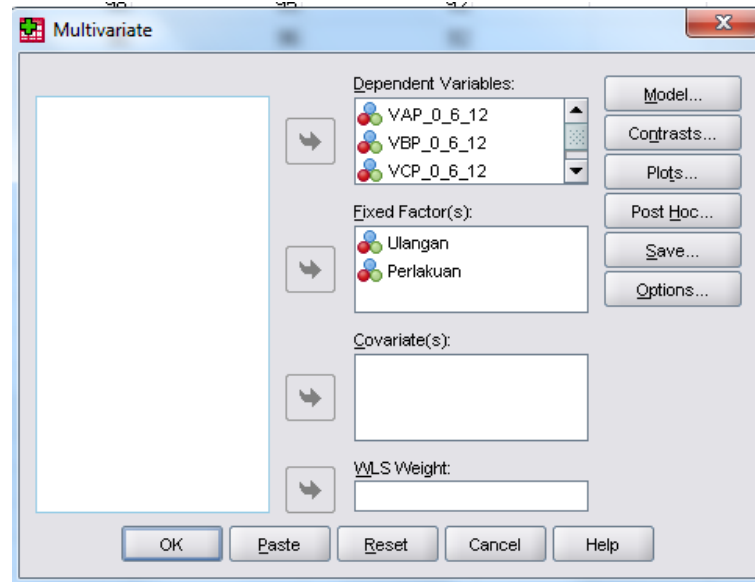 Multivariate
Dependent Variables:
VAP_0_6_12
VBP_0_6_12
VCP_0_6_12
Fixed Factor(s):
Ulangan
Perlakuan
Covariate(s):
WLS Weight:
Model...
Contrasts...
Plots...
Post Hoc...
Save...
Options...
OK
Paste
Reset
Cancel
Help